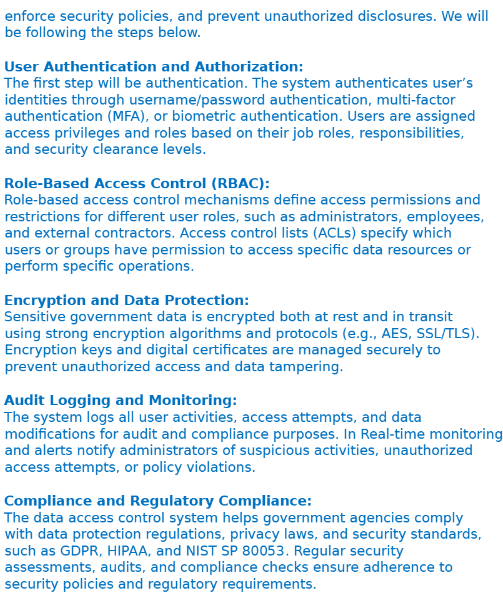 enforce security policies, and prevent unauthorized disclosures. We will
be following the steps below.
User Authentication and Authorization:
The first step will be authentication. The system authenticates user’s
identities through username/password authentication, multi-factor
authentication (MFA), or biometric authentication. Users are assigned
access privileges and roles based on their job roles, responsibilities,
and security clearance levels.
Role-Based Access Control (RBAC):
Role-based access control mechanisms define access permissions and
restrictions for different user roles, such as administrators, employees,
and external contractors. Access control lists (ACLs) specify which
users or groups have permission to access specific data resources or
perform specific operations.
Encryption and Data Protection:
Sensitive government data is encrypted both at rest and in transit
using strong encryption algorithms and protocols (e.g., AES, SSL/TLS).
Encryption keys and digital certificates are managed securely to
prevent unauthorized access and data tampering.
Audit Logging and Monitoring:
The system logs all user activities, access attempts, and data
modifications for audit and compliance purposes. In Real-time monitoring
and alerts notify administrators of suspicious activities, unauthorized
access attempts, or policy violations.
Compliance and Regulatory Compliance:
The data access control system helps government agencies comply
with data protection regulations, privacy laws, and security standards,
such as GDPR, HIPAA, and NIST SP 80053. Regular security
assessments, audits, and compliance checks ensure adherence to
security policies and regulatory requirements.